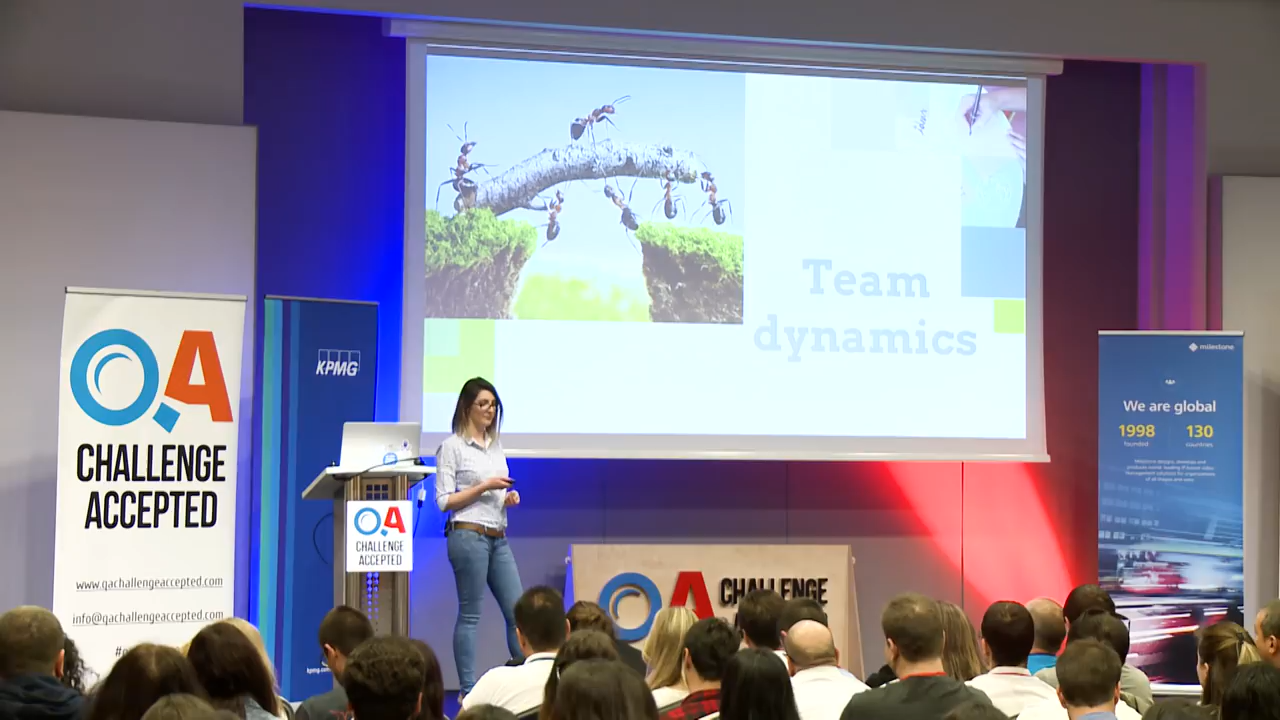 Team
dynamics
QA
CHALLENGE
ACCEPTED
www.qachallengeaccepted.com
info@qachallengeaccepted.com
KPMG
QA
CHALLENGE
ACCEPTED
QA CHALLENGE
milestone
We are global
1998 130
founded countries